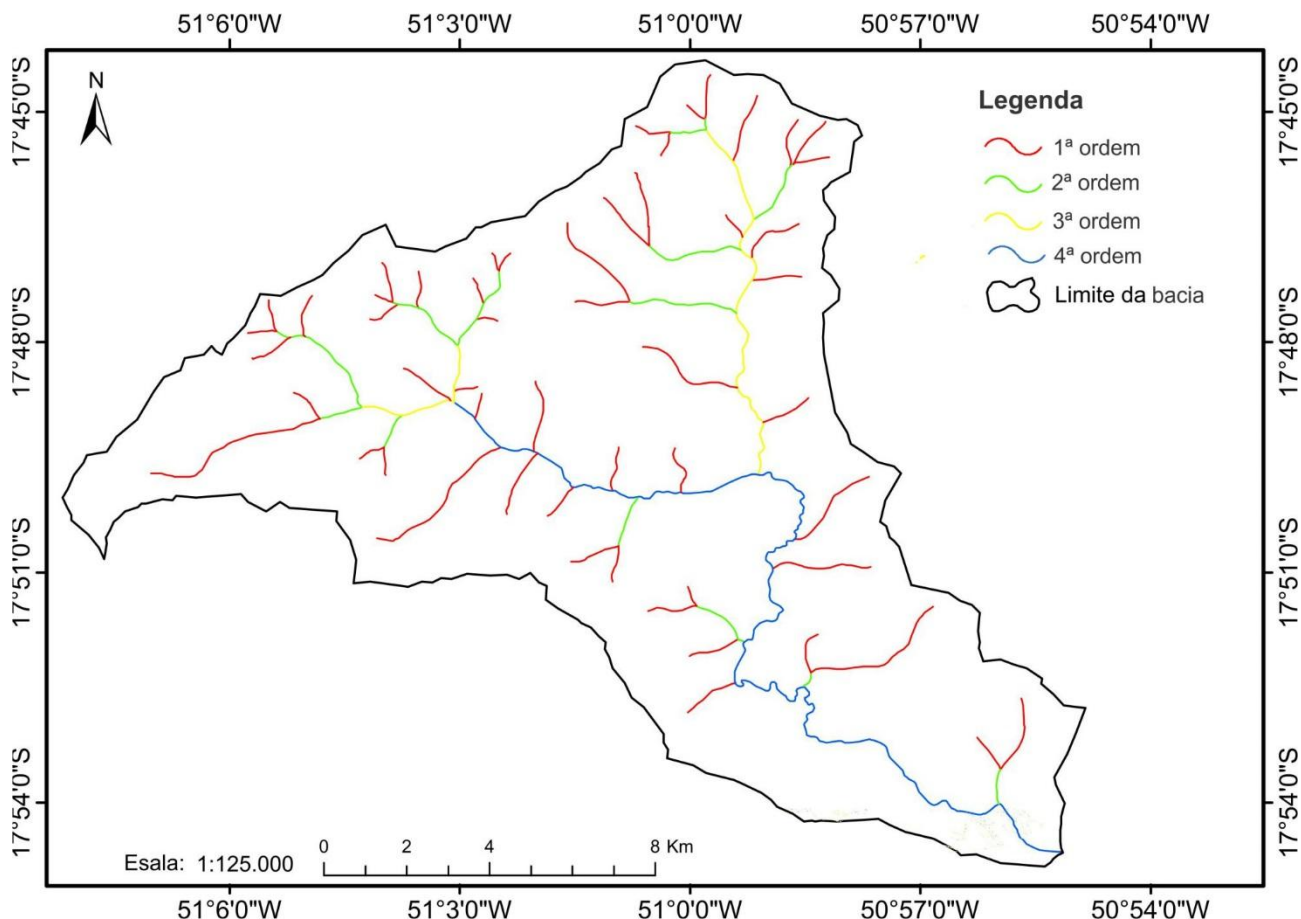 51°6'0"W 51°3'0"W 51°0'0"W 50°57'0"W 50°54'0"W
N
Legenda
1ª ordem
2ª ordem
3ª ordem
4ª ordem
Limite da bacia
17°45'0"S 17°45'0"S
17°48'0"S 17°48'0"S
17°51'0"S 17°51'0"S
17°54'0"S 17°54'0"S
0 2 4 8 Km
Esala: 1:125.000
51°6'0"W 51°3'0"W 51°0'0"W 50°57'0"W 50°54'0"W